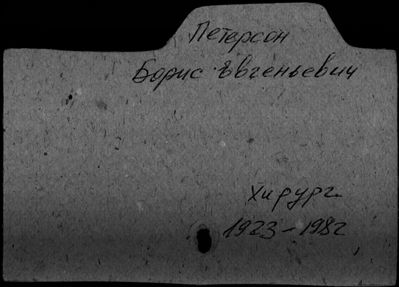 Петерсон
Борис Евгеньевич
хирург
1923-1982